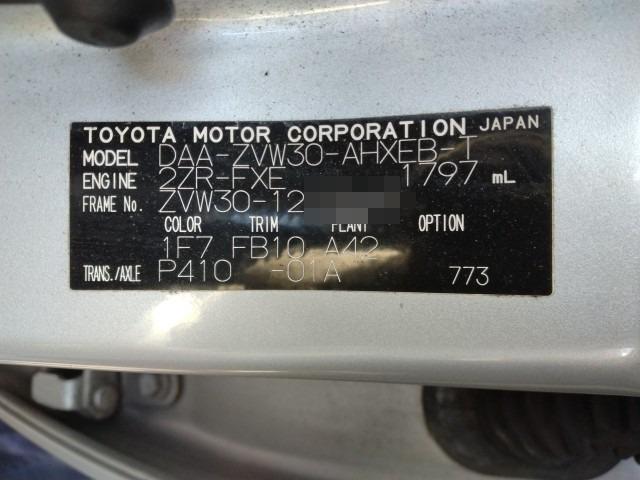 TOYOTA MOTOR CORPORATION JAPAN
MODEL DAA-ZVW30-AHXEB-T
ENGINE 2ZR-FXE 1797 mL
FRAME No. ZVW30-12
COLOR TRIM PLANT OPTION
1F7 FB10 A42
TRANS./AXLE P410 -01A 773